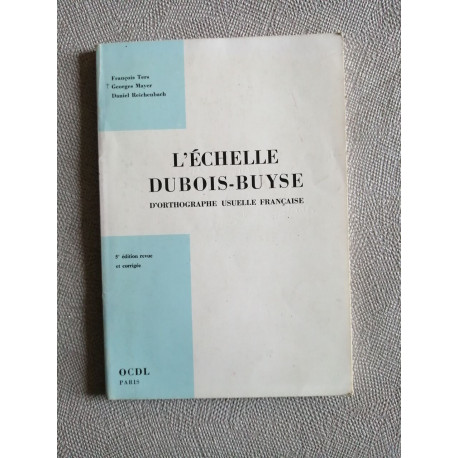 François Ters
Georges Mayer
Daniel Reichenbach
L'ÉCHELLE
DUBOIS-BUYSE
D'ORTHOGRAPHE USUELLE FRANÇAISE
5e édition revue
et corrigée
OCDL
PARIS